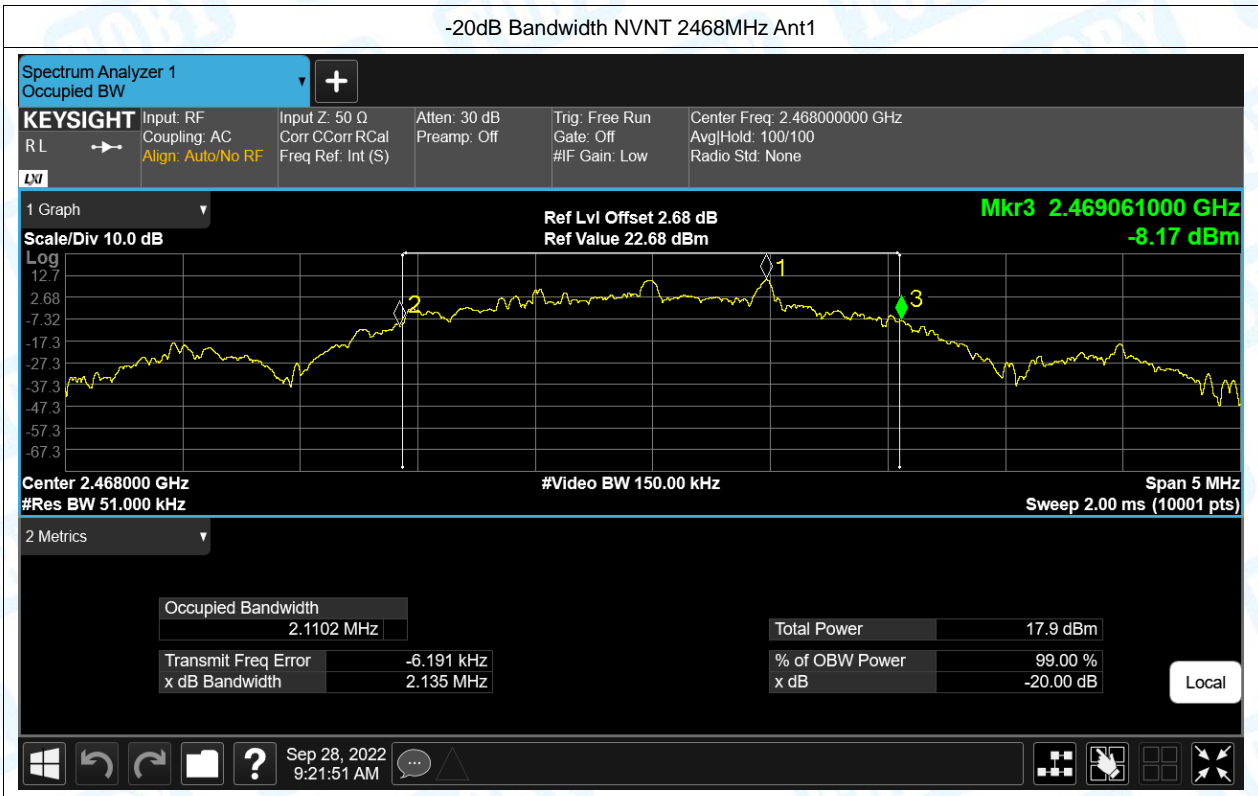 -20dB Bandwidth NVNT 2468MHz Ant1
Spectrum Analyzer 1
Occupied BW
KEYSIGHT
RL
LXI
Input: RF
Coupling: AC
Align: Auto/No RF
Input Z: 50 Ω
Corr CCorr RCal
Freq Ref: Int (S)
Atten: 30 dB
Preamp: Off
Trig: Free Run
Gate: Off
#IF Gain: Low
Center Freq: 2.468000000 GHz
Avg|Hold: 100/100
Radio Std: None
1 Graph
Scale/Div 10.0 dB
Ref Lvl Offset 2.68 dB
Ref Value 22.68 dBm
Mkr3 2.469061000 GHz
-8.17 dBm
Log
12.7
2.68
-7.32
-17.3
-27.3
-37.3
-47.3
-57.3
-67.3
1
2
3
Center 2.468000 GHz
#Video BW 150.00 kHz
Span 5 MHz
#Res BW 51.000 kHz
Sweep 2.00 ms (10001 pts)
2 Metrics
Occupied Bandwidth
2.1102 MHz
Total Power 17.9 dBm
Transmit Freq Error -6.191 kHz
% of OBW Power 99.00 %
x dB Bandwidth 2.135 MHz
x dB -20.00 dB
Local
Sep 28, 2022
9:21:51 AM